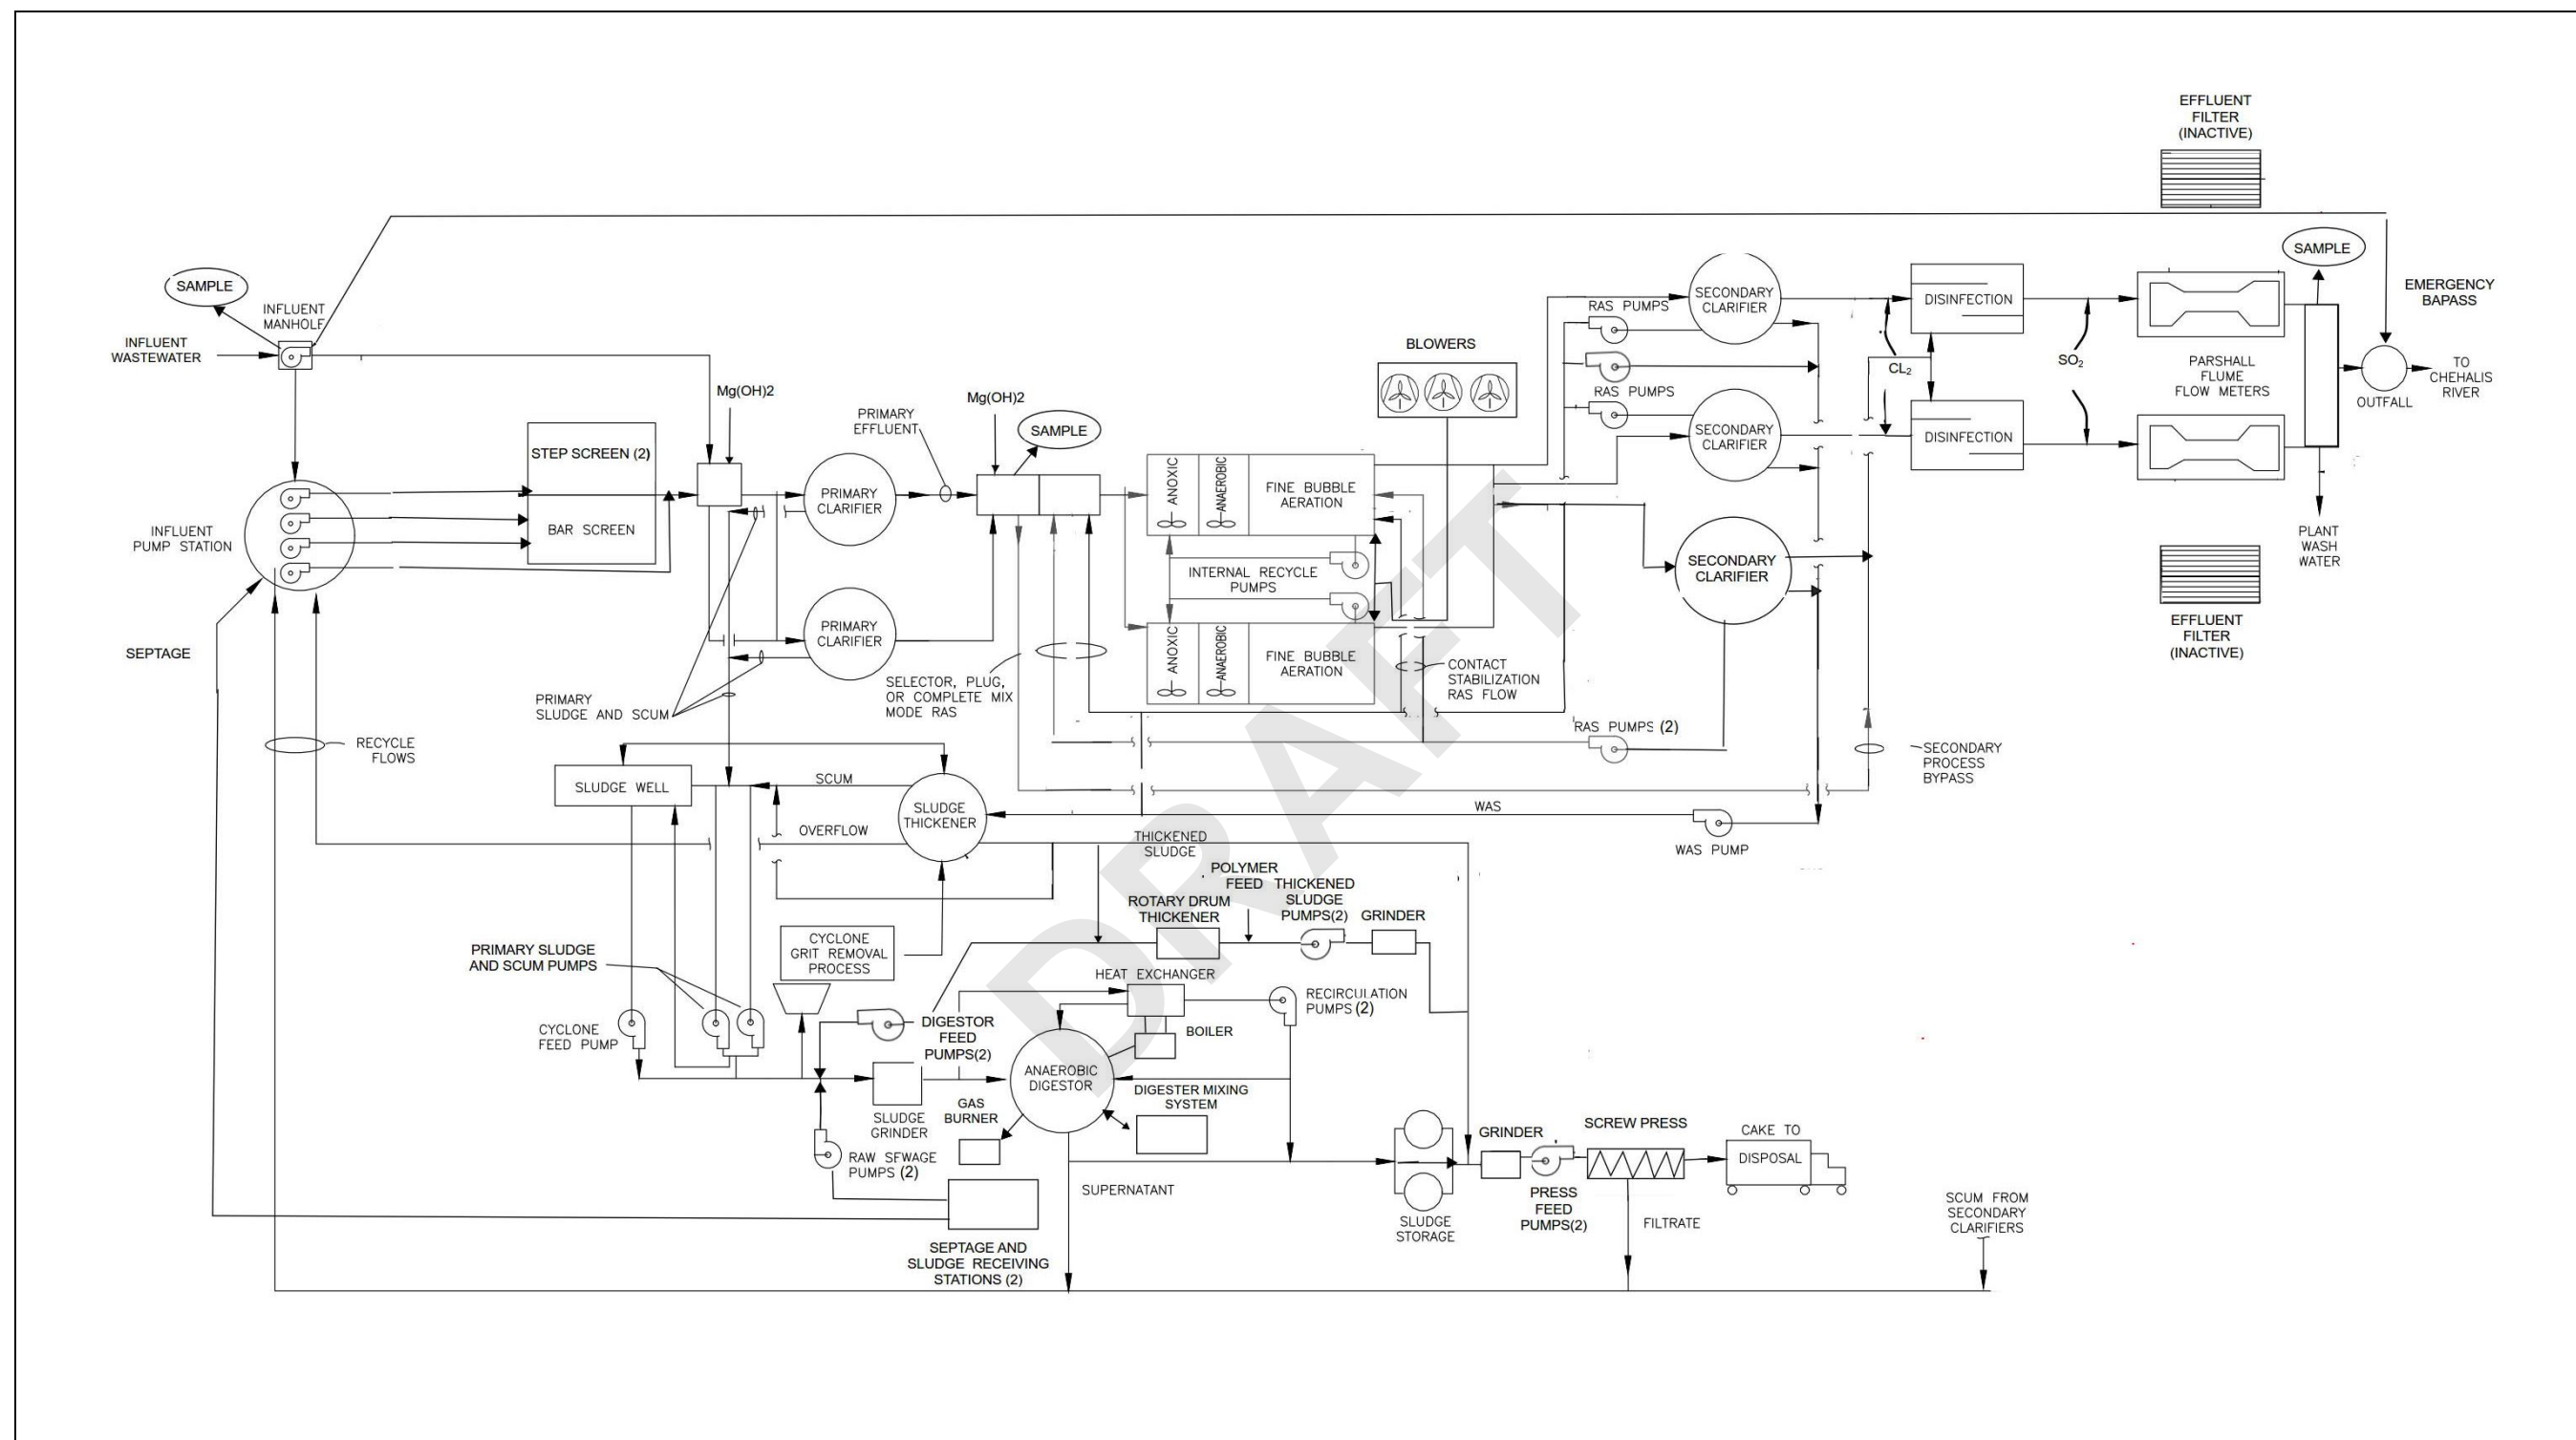 EFFLUENT
FILTER
(INACTIVE)
SAMPLE
EMERGENCY
BAPASS
SAMPLE
INFLUENT
MANHOLE
INFLUENT
WASTEWATER
SECONDARY
CLARIFIER
RAS PUMPS
DISINFECTION
BLOWERS
CL2
SO2
PARSHALL
FLUME
FLOW METERS
TO
CHEHALIS
RIVER
OUTFALL
RAS PUMPS
Mg(OH)2
Mg(OH)2
PRIMARY
EFFLUENT
SAMPLE
SECONDARY
CLARIFIER
DISINFECTION
STEP SCREEN (2)
BAR SCREEN
PRIMARY
CLARIFIER
ANOXIC
ANAEROBIC
FINE BUBBLE
AERATION
INFLUENT
PUMP STATION
INTERNAL RECYCLE
PUMPS
SECONDARY
CLARIFIER
PLANT
WASH
WATER
EFFLUENT
FILTER
(INACTIVE)
SEPTAGE
PRIMARY
CLARIFIER
ANOXIC
ANAEROBIC
FINE BUBBLE
AERATION
CONTACT
STABILIZATION
RAS FLOW
SELECTOR, PLUG,
OR COMPLETE MIX
MODE RAS
PRIMARY
SLUDGE AND SCUM
RAS PUMPS (2)
RECYCLE
FLOWS
SECONDARY
PROCESS
BYPASS
SLUDGE WELL
SCUM
SLUDGE
THICKENER
WAS
OVERFLOW
THICKENED
SLUDGE
WAS PUMP
POLYMER
FEED
THICKENED
SLUDGE
PUMPS(2)
GRINDER
ROTARY DRUM
THICKENER
CYCLONE
GRIT REMOVAL
PROCESS
PRIMARY SLUDGE
AND SCUM PUMPS
HEAT EXCHANGER
RECIRCULATION
PUMPS (2)
CYCLONE
FEED PUMP
DIGESTOR
FEED
PUMPS(2)
BOILER
ANAEROBIC
DIGESTOR
DIGESTER MIXING
SYSTEM
GAS
BURNER
SLUDGE
GRINDER
RAW SEWAGE
PUMPS (2)
SUPERNATANT
GRINDER
SCREW PRESS
CAKE TO
DISPOSAL
PRESS
FEED
PUMPS(2)
SLUDGE
STORAGE
FILTRATE
SCUM FROM
SECONDARY
CLARIFIERS
SEPTAGE AND
SLUDGE RECEIVING
STATIONS (2)
DRAFT